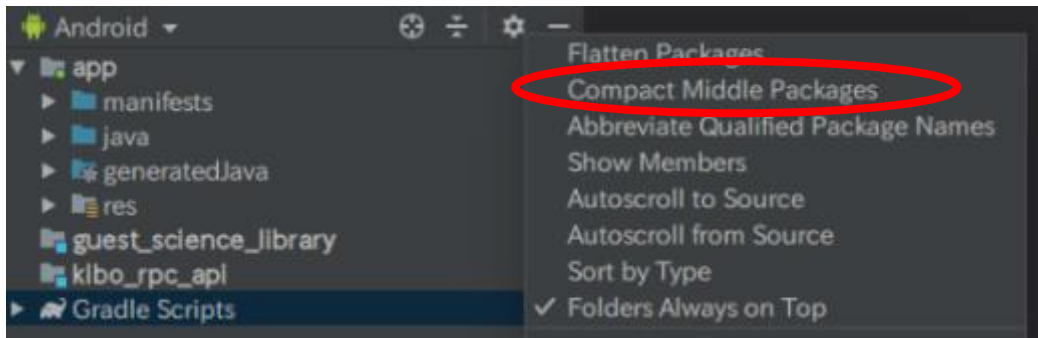 Android
app
manifests
java
generatedJava
res
guest_science_library
kibo_rpc_api
Gradle Scripts
Flatten Packages
Compact Middle Packages
Abbreviate Qualified Package Names
Show Members
Autoscroll to Source
Autoscroll from Source
Sort by Type
Folders Always on Top